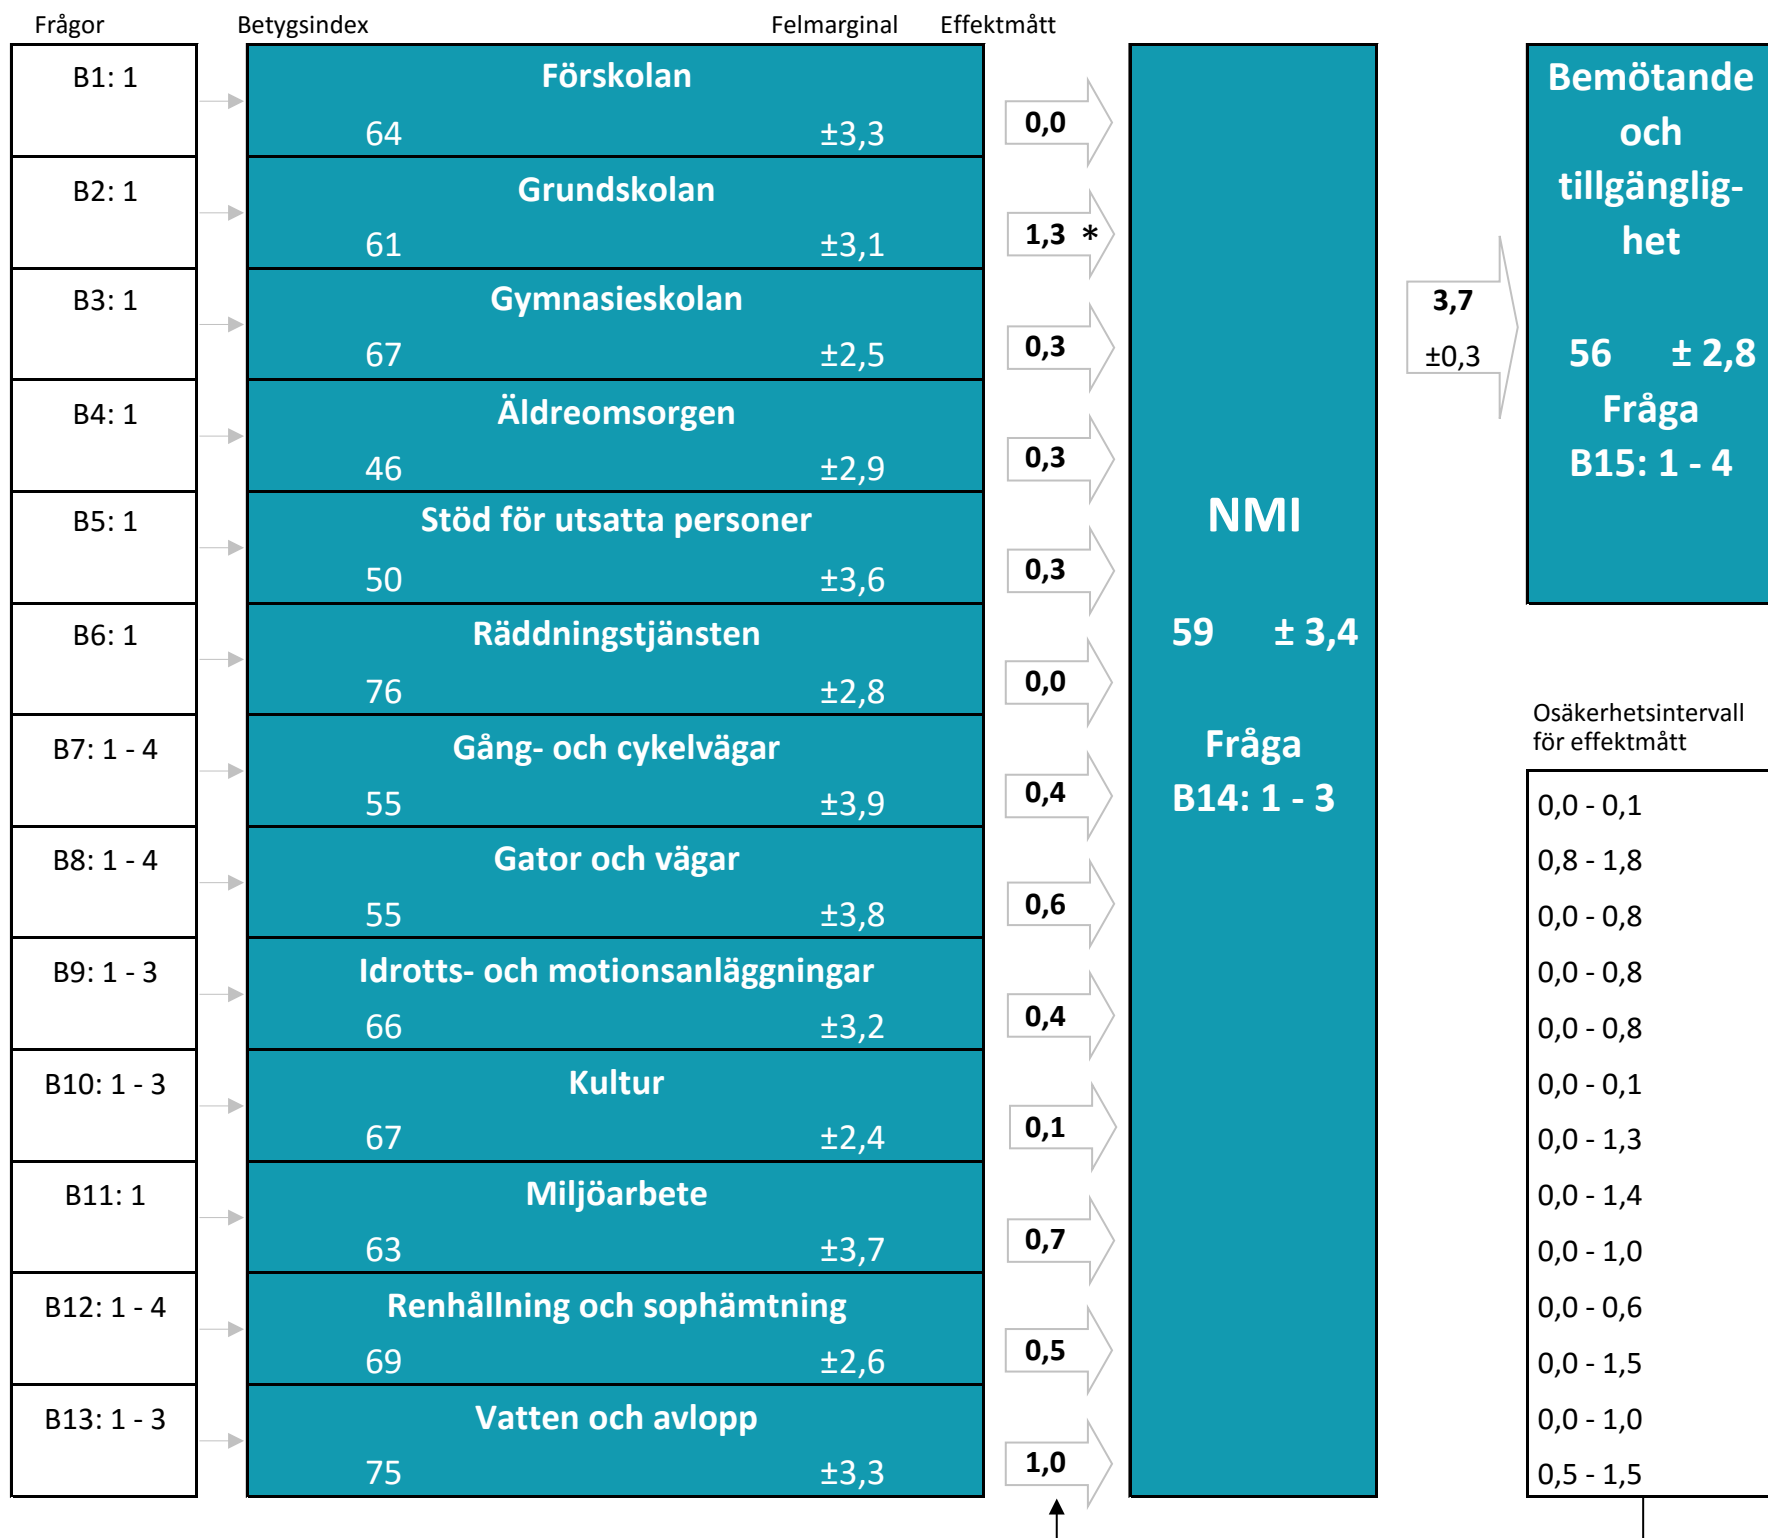 Frågor Betygsindex Felmarginal Effektmått
B1: 1 Förskolan
64 ±3,3 0,0
B2: 1 Grundskolan
61 ±3,1 1,3 *
B3: 1 Gymnasieskolan
67 ±2,5 0,3
B4: 1 Äldreomsorgen
46 ±2,9 0,3
B5: 1 Stöd för utsatta personer
50 ±3,6 0,3
B6: 1 Räddningstjänsten
76 ±2,8 0,0
B7: 1 - 4 Gång- och cykelvägar
55 ±3,9 0,4
B8: 1 - 4 Gator och vägar
55 ±3,8 0,6
B9: 1 - 3 Idrotts- och motionsanläggningar
66 ±3,2 0,4
B10: 1 - 3 Kultur
67 ±2,4 0,1
B11: 1 Miljöarbete
63 ±3,7 0,7
B12: 1 - 4 Renhållning och sophämtning
69 ±2,6 0,5
B13: 1 - 3 Vatten och avlopp
75 ±3,3 1,0
NMI
59 ± 3,4
Fråga
B14: 1 - 3
3,7
±0,3
Bemötande
och
tillgänglig-
het
56 ± 2,8
Fråga
B15: 1 - 4
Osäkerhetsintervall
för effektmått
0,0 - 0,1
0,8 - 1,8
0,0 - 0,8
0,0 - 0,8
0,0 - 0,8
0,0 - 0,1
0,0 - 1,3
0,0 - 1,4
0,0 - 1,0
0,0 - 0,6
0,0 - 1,5
0,0 - 1,0
0,5 - 1,5